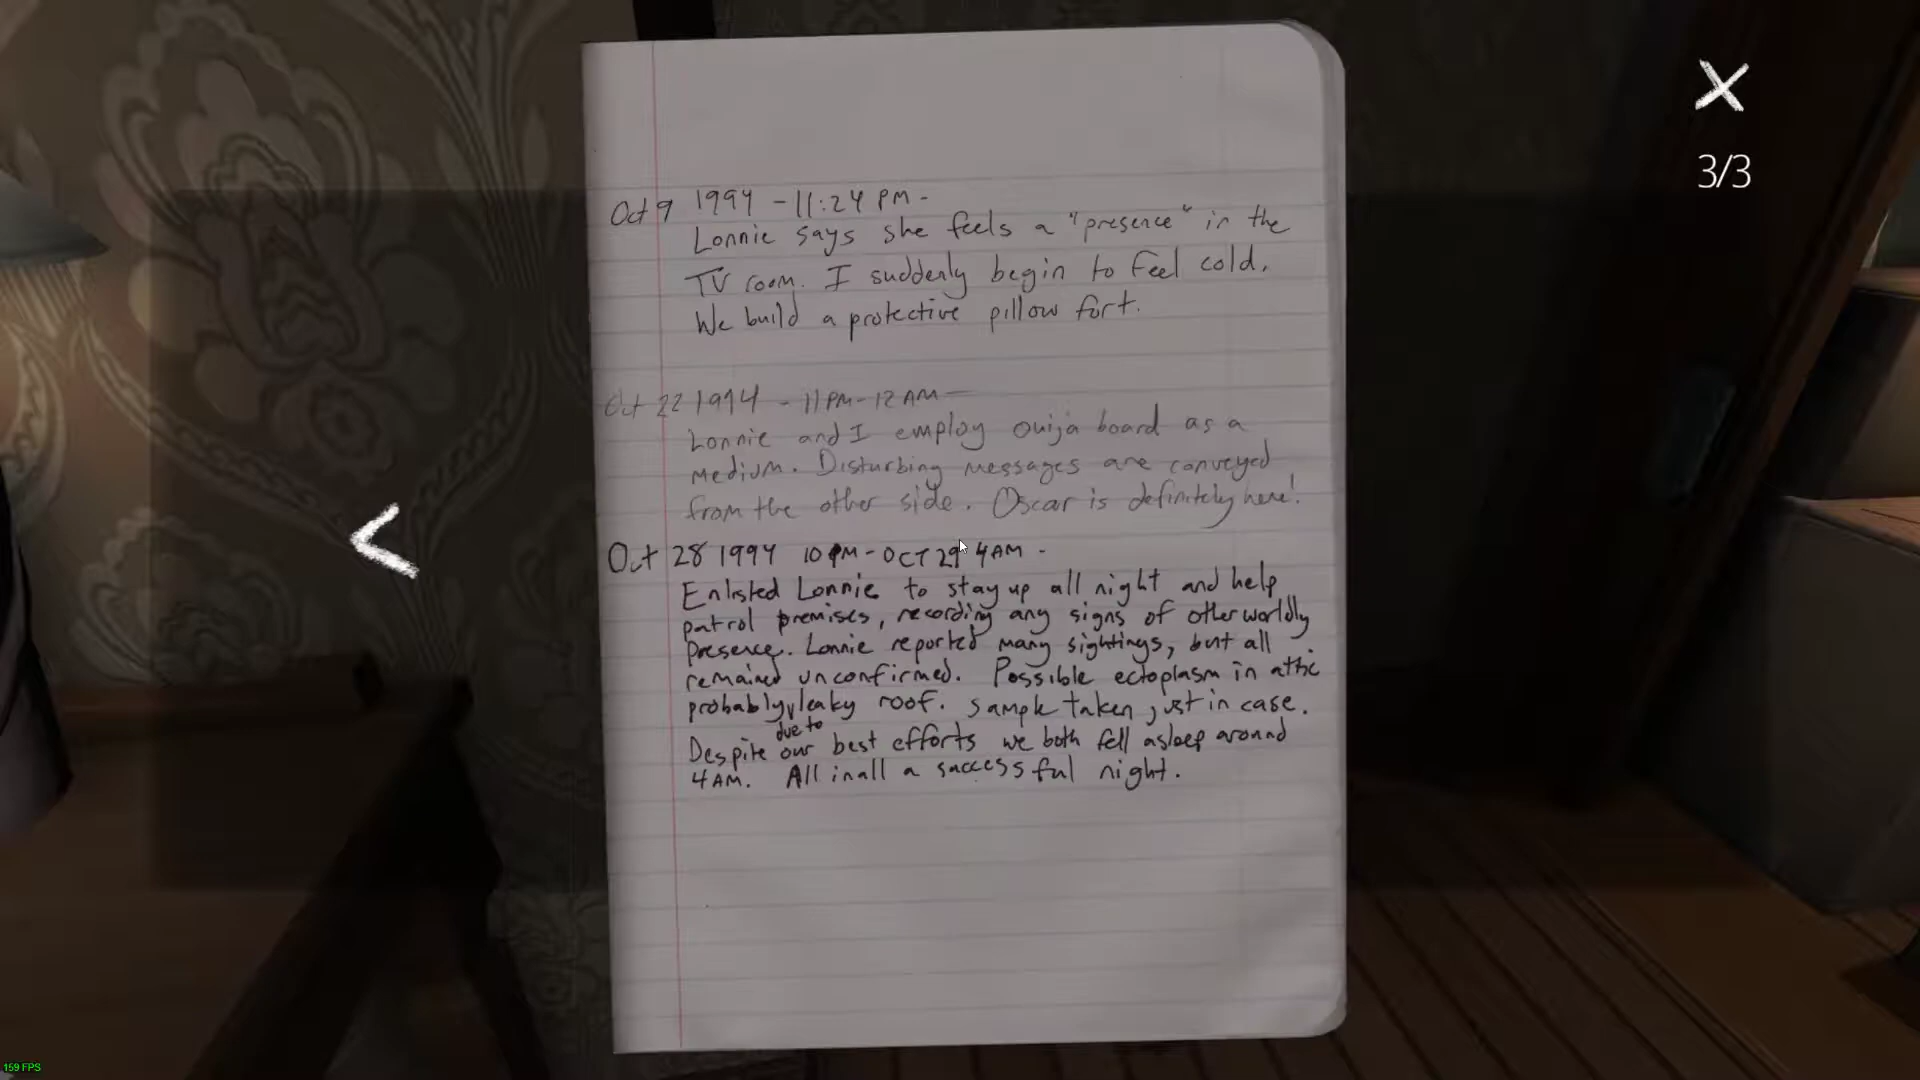 3/3
Oct 9 1994 - 11:24 PM -
Lonnie says she feels a "presence" in the
TV room. I suddenly begin to feel cold.
We build a protective pillow fort.
Oct 22 1994 - 11PM-12AM -
Lonnie and I employ ouija board as a
medium. Disturbing messages are conveyed
from the other side. Oscar is definitely here!
Oct 28 1994 10PM - OCT 29 4AM -
Enlisted Lonnie to stay up all night and help
patrol premises, recording any signs of otherworldly
presence. Lonnie reported many sightings, but all
remained unconfirmed. Possible ectoplasm in attic
probably leaky roof. Sample taken just in case.
due to
Despite our best efforts we both fell asleep around
4AM. All in all a successful night.
159 FPS